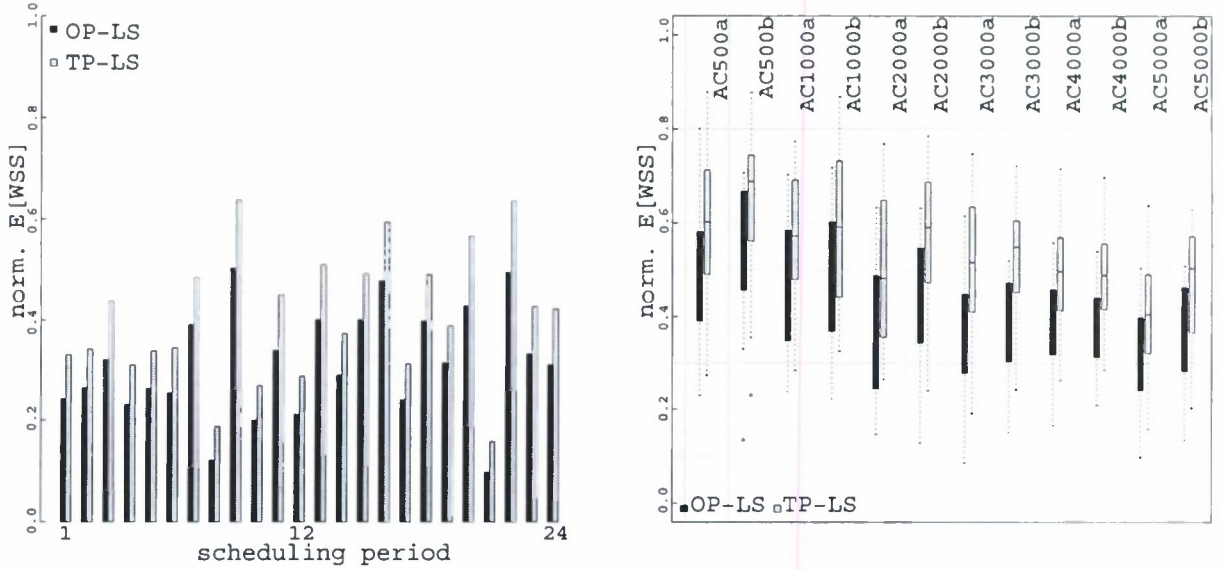 OP-LS
TP-LS
norm. E[WSS]
1.0
0.8
0.6
0.4
0.2
0.0
1 12 24
scheduling period
norm. E[WSS]
1.0
0.8
0.6
0.4
0.2
0.0
AC500a
AC500b
AC1000a
AC1000b
AC2000a
AC2000b
AC3000a
AC3000b
AC4000a
AC4000b
AC5000a
AC5000b
OP-LS TP-LS